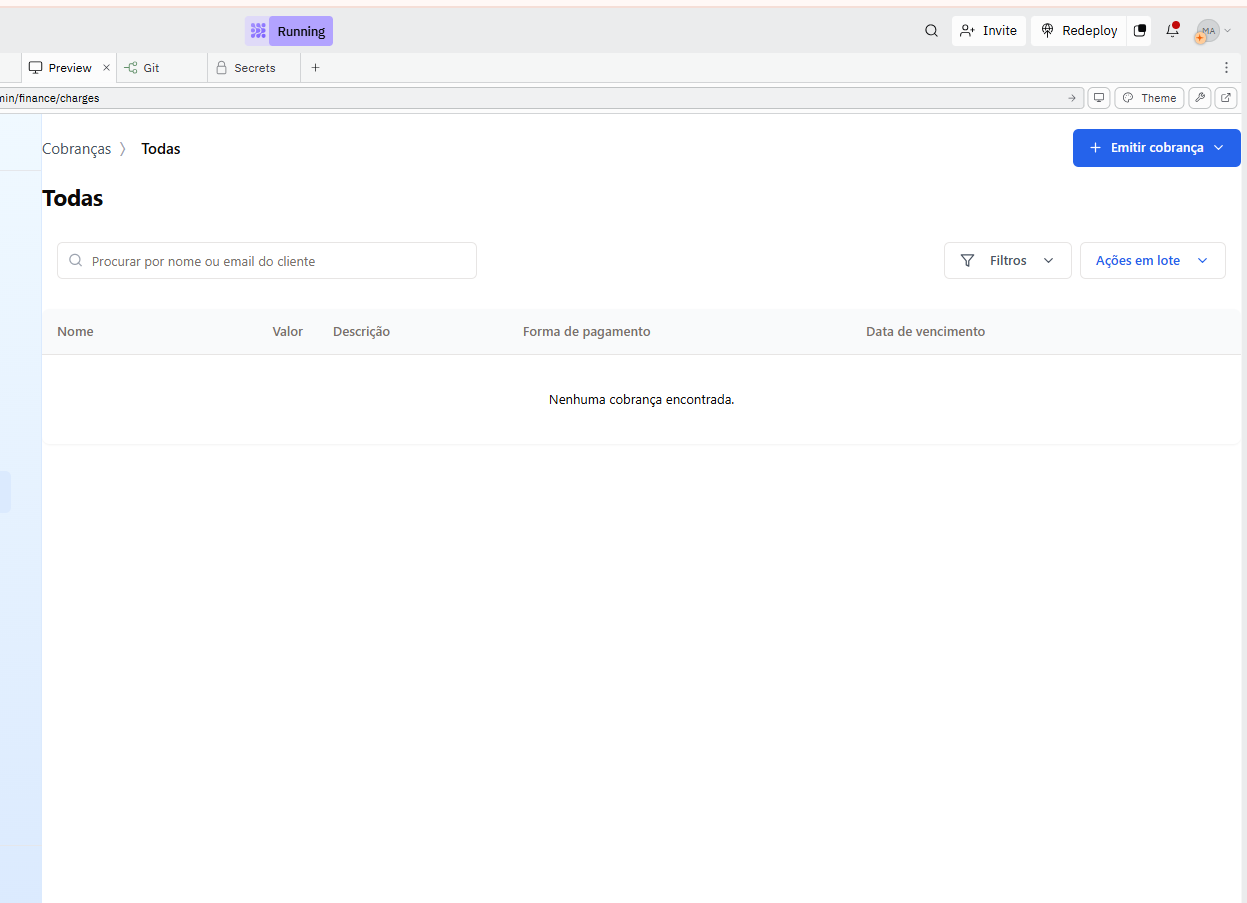 Running
Invite
Redeploy
MA
Preview
Git
Secrets
min/finance/charges
Theme
Cobranças
Todas
Emitir cobrança
Todas
Procurar por nome ou email do cliente
Filtros
Ações em lote
Nome
Valor
Descrição
Forma de pagamento
Data de vencimento
Nenhuma cobrança encontrada.